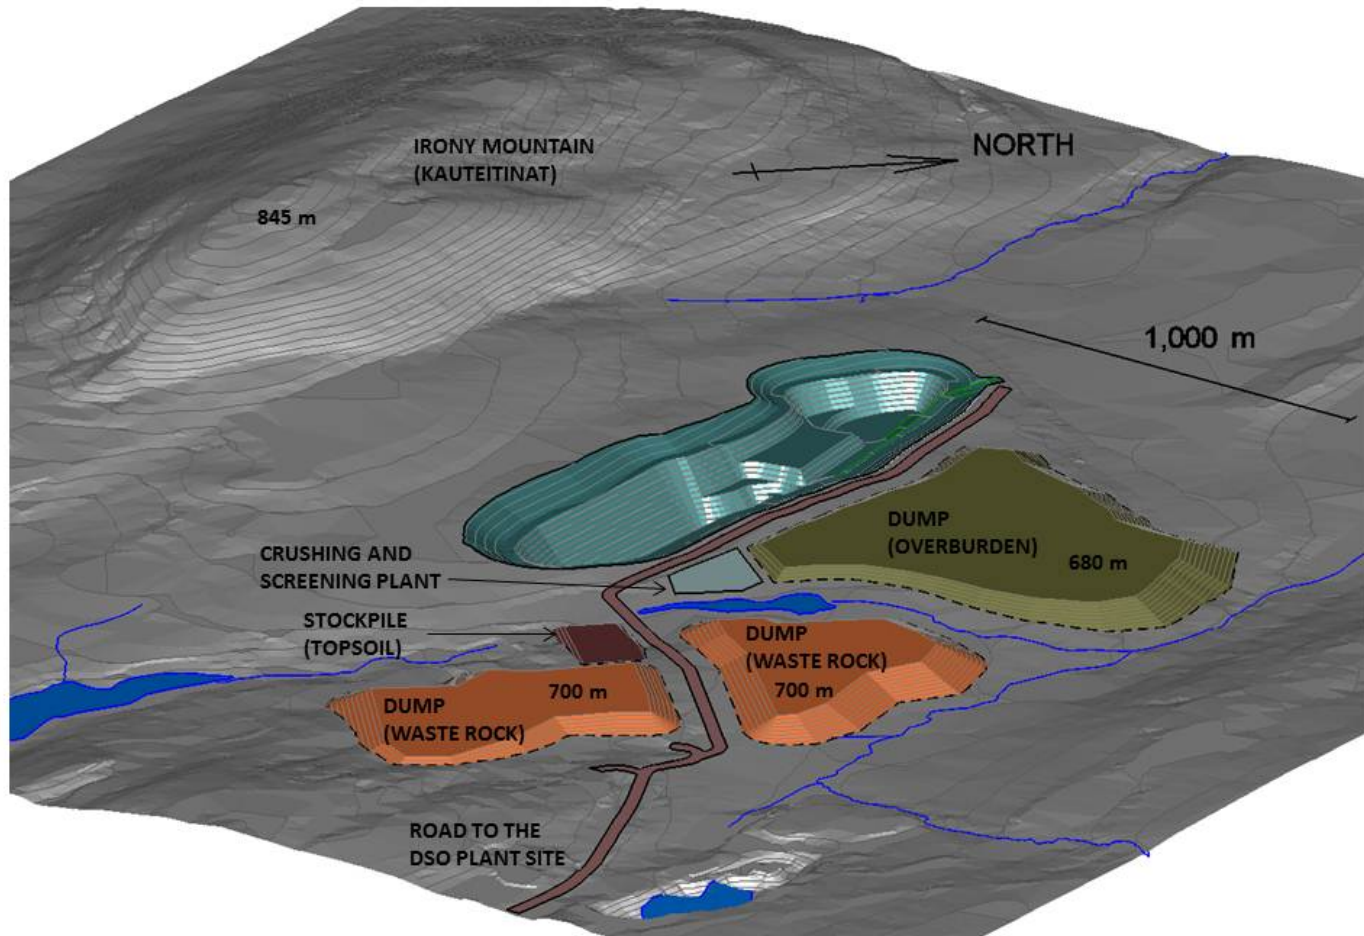 IRONY MOUNTAIN
(KAUTEITINAT)
NORTH
845 m
1,000 m
DUMP
(OVERBURDEN)
680 m
CRUSHING AND
SCREENING PLANT
STOCKPILE
(TOPSOIL)
DUMP
(WASTE ROCK)
700 m
700 m
DUMP
(WASTE ROCK)
ROAD TO THE
DSO PLANT SITE